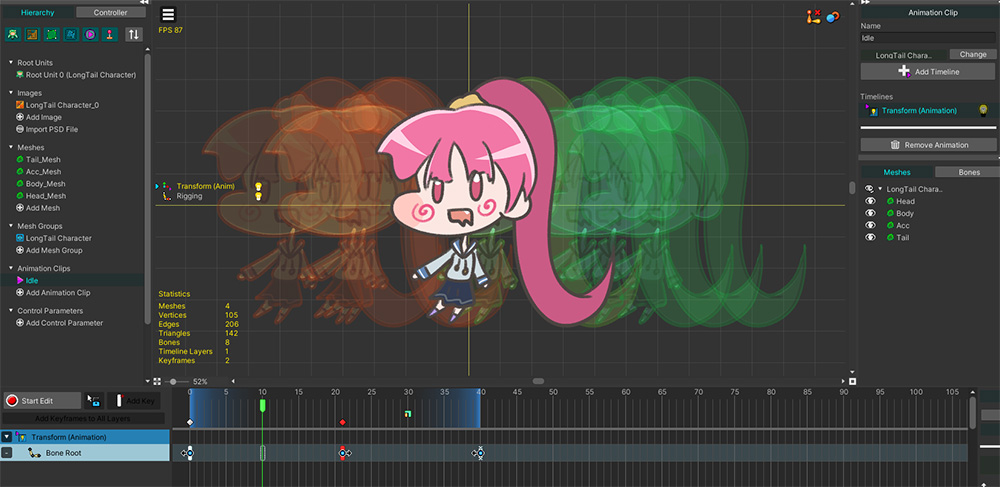 Hierarchy
Controller
Root Units
Root Unit 0 (LongTail Character)
Images
LongTail Character_0
Add Image
Import PSD File
Meshes
Tail_Mesh
Acc_Mesh
Body_Mesh
Head_Mesh
Add Mesh
Mesh Groups
LongTail Character
Add Mesh Group
Animation Clips
Idle
Add Animation Clip
Control Parameters
Add Control Parameter
FPS 87
Transform (Anim)
Rigging
Statistics
Meshes 4
Vertices 105
Edges 206
Triangles 142
Bones 8
Timeline Layers 1
Keyframes 2
52%
Animation Clip
Name
Idle
LongTail Chara..
Change
Add Timeline
Timelines
Transform (Animation)
Remove Animation
Meshes
Bones
LongTail Chara..
Head
Body
Acc
Tail
Start Edit
Add Key
Add Keyframes to All Layers
0 5 10 15 20 25 30 35 40 45 50 55 60 65 70 75 80 85 90 95 100 105
Transform (Animation)
Bone Root